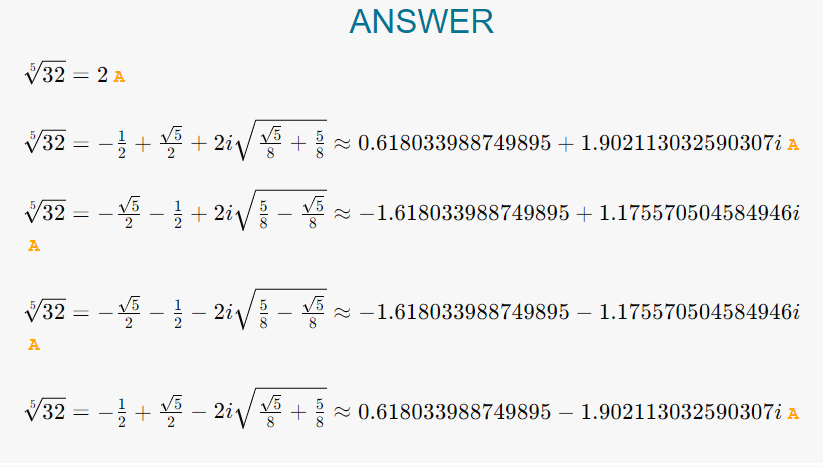 ANSWER
⁵√32 = 2 A
⁵√32 = −1/2 + √5/2 + 2i√(√5/8 + 5/8) ≈ 0.618033988749895 + 1.902113032590307i A
⁵√32 = −√5/2 − 1/2 + 2i√(5/8 − √5/8) ≈ −1.618033988749895 + 1.175570504584946i
A
⁵√32 = −√5/2 − 1/2 − 2i√(5/8 − √5/8) ≈ −1.618033988749895 − 1.175570504584946i
A
⁵√32 = −1/2 + √5/2 − 2i√(√5/8 + 5/8) ≈ 0.618033988749895 − 1.902113032590307i A